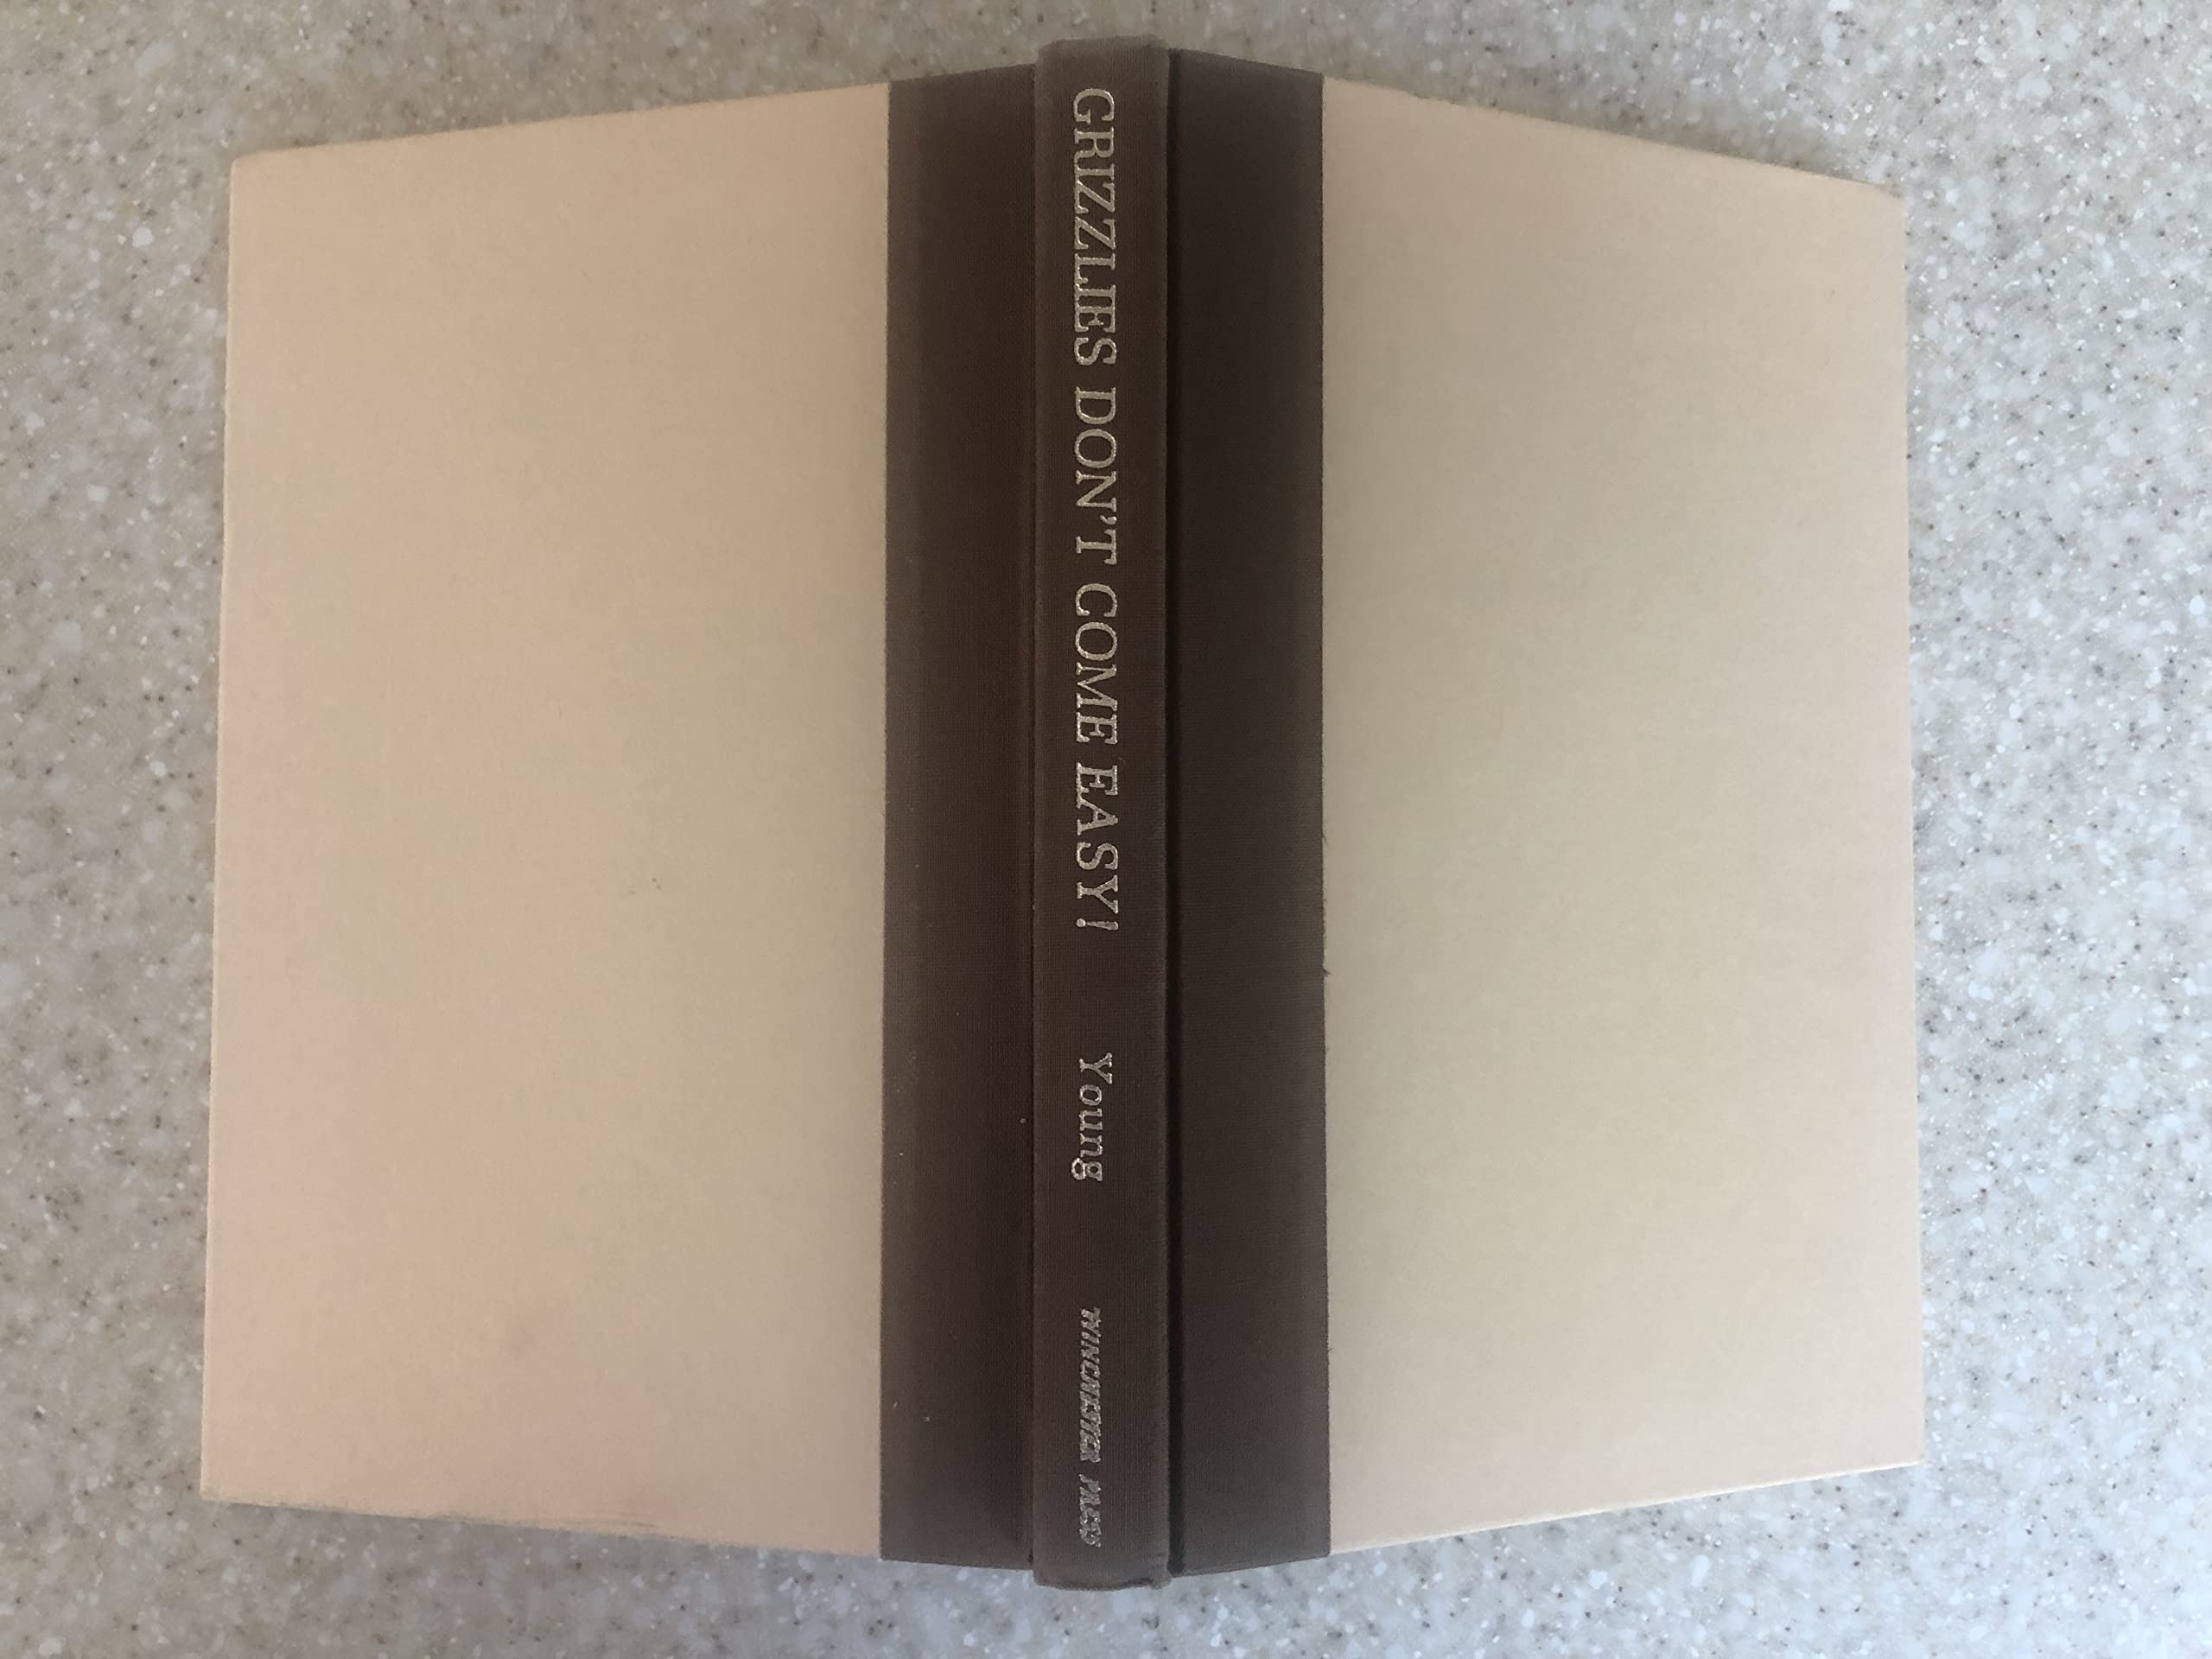 GRIZZLIES DON'T COME EASY!
Young
WINCHESTER PRESS